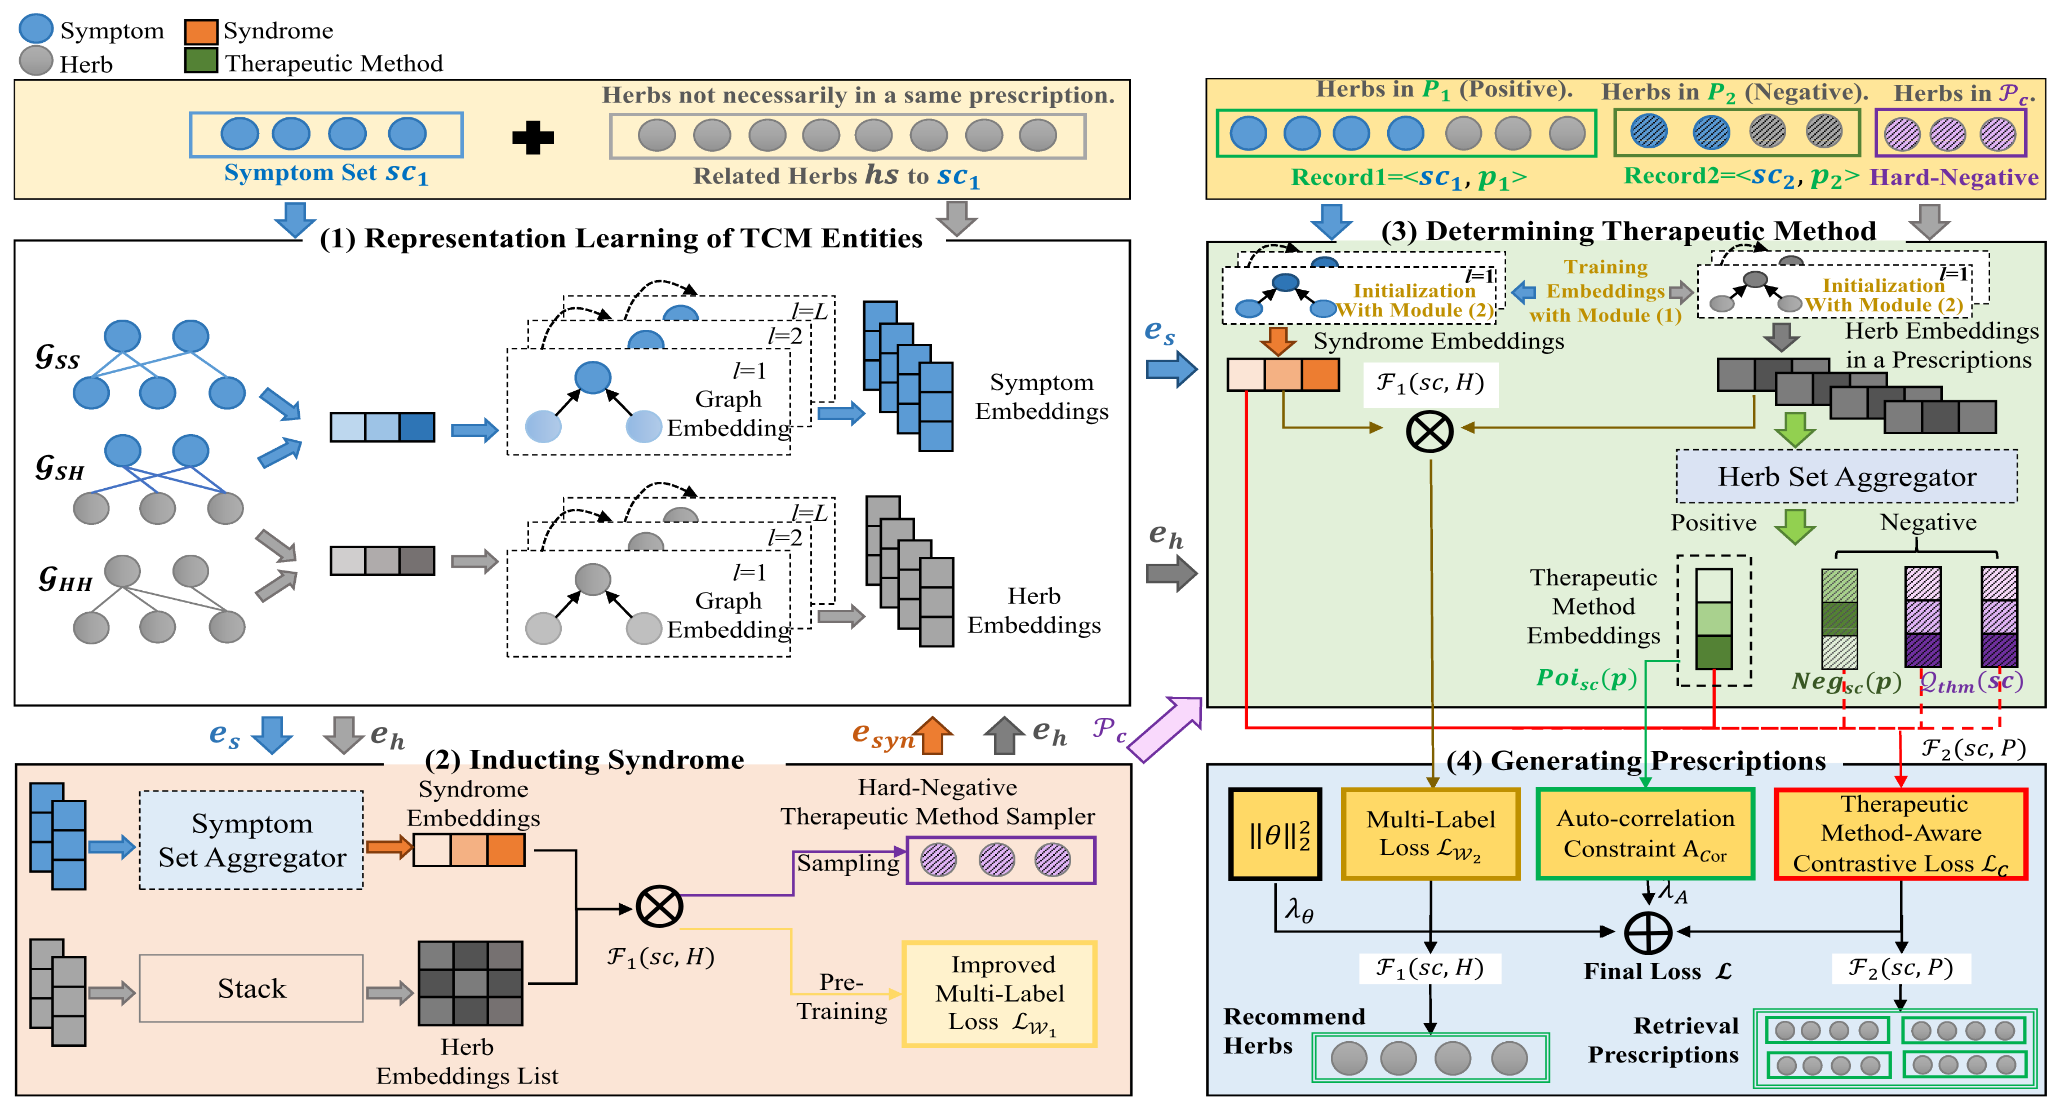 Symptom
Syndrome
Herb
Therapeutic Method
Herbs not necessarily in a same prescription.
Symptom Set sc₁
Related Herbs hs to sc₁
Herbs in P₁ (Positive).
Herbs in P₂ (Negative).
Herbs in 𝒫c.
Record1=<sc₁, p₁>
Record2=<sc₂, p₂>
Hard-Negative
(1) Representation Learning of TCM Entities
gSS
gSH
gHH
l=L
l=2
l=1
Graph
Embedding
Symptom
Embeddings
l=L
l=2
l=1
Graph
Embedding
Herb
Embeddings
es
eh
es
eh
esyn
eh
𝒫c
(2) Inducting Syndrome
Symptom
Set Aggregator
Syndrome
Embeddings
Stack
Herb
Embeddings List
ℱ₁(sc, H)
Hard-Negative
Therapeutic Method Sampler
Sampling
Pre-
Training
Improved
Multi-Label
Loss ℒ𝒲₁
(3) Determining Therapeutic Method
l=1
Initialization
With Module (2)
Training
Embeddings
with Module (1)
l=1
Initialization
With Module (2)
Syndrome Embeddings
Herb Embeddings
in a Prescriptions
ℱ₁(sc, H)
Herb Set Aggregator
Positive
Negative
Therapeutic
Method
Embeddings
Poisc(p)
Negsc(p)
𝒬thm(sc)
ℱ₂(sc, P)
(4) Generating Prescriptions
‖θ‖₂²
Multi-Label
Loss ℒ𝒲₂
Auto-correlation
Constraint ACor
Therapeutic
Method-Aware
Contrastive Loss ℒC
λθ
λA
ℱ₁(sc, H)
Final Loss ℒ
ℱ₂(sc, P)
Recommend
Herbs
Retrieval
Prescriptions